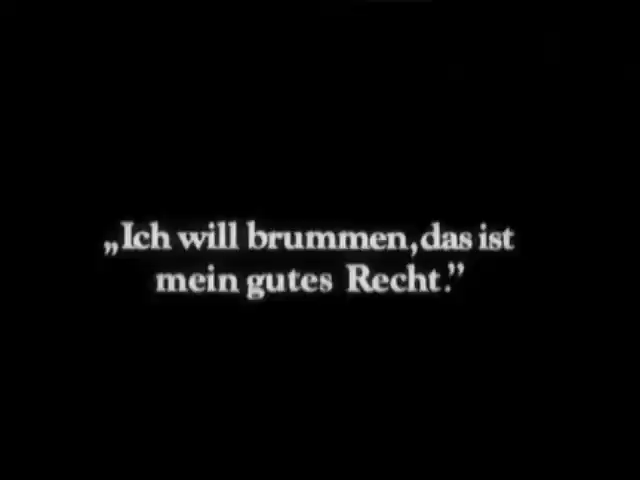 „Ich will brummen, das ist
mein gutes Recht.”